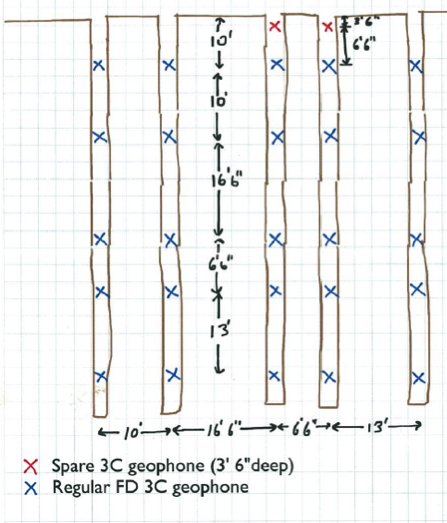 3'6"
10'
6'6"
10'
16'6"
6'6"
13'
10' 16'6" 6'6" 13'
Spare 3C geophone (3' 6"deep)
Regular FD 3C geophone